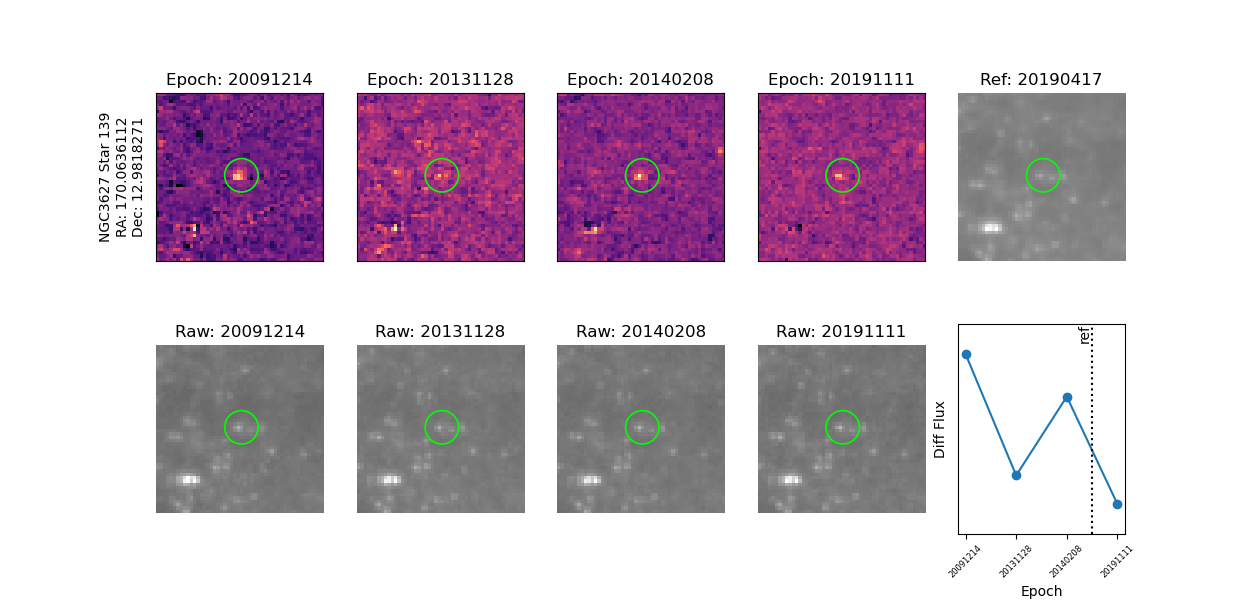 NGC3627 Star 139
RA: 170.0636112
Dec: 12.9818271
Epoch: 20091214
Epoch: 20131128
Epoch: 20140208
Epoch: 20191111
Ref: 20190417
Raw: 20091214
Raw: 20131128
Raw: 20140208
Raw: 20191111
Diff Flux
ref
20091214
20131128
20140208
20191111
Epoch